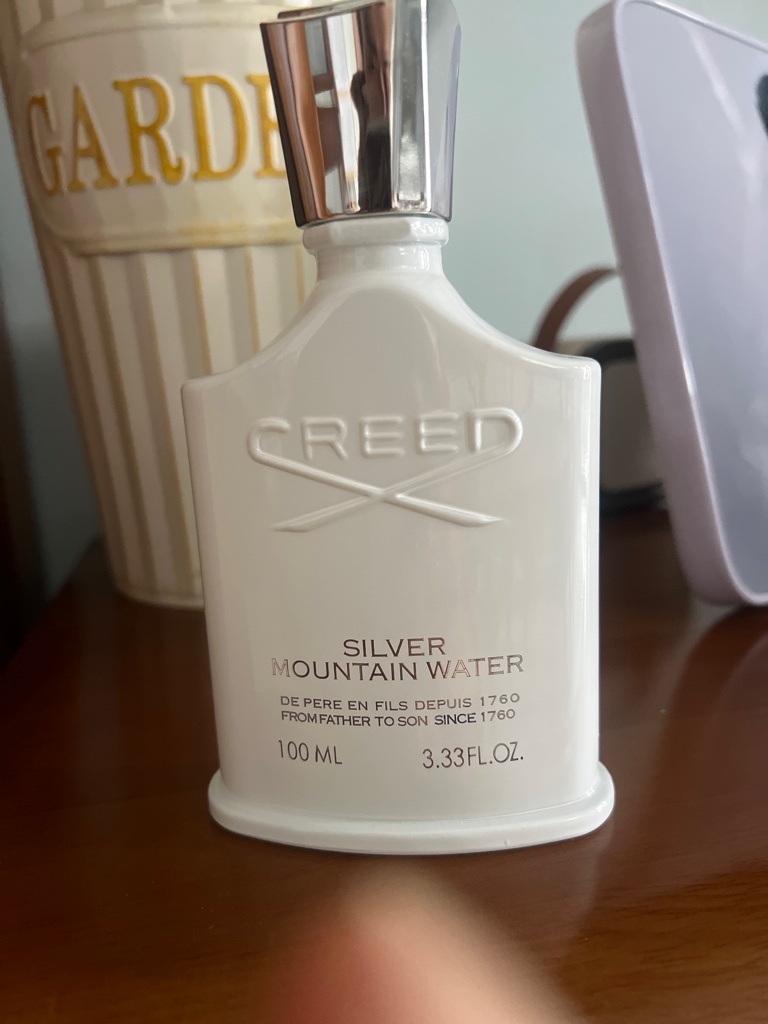 GARDE
CREED
SILVER
MOUNTAIN WATER
DE PERE EN FILS DEPUIS 1760
FROM FATHER TO SON SINCE 1760
100 ML 3.33FL.OZ.